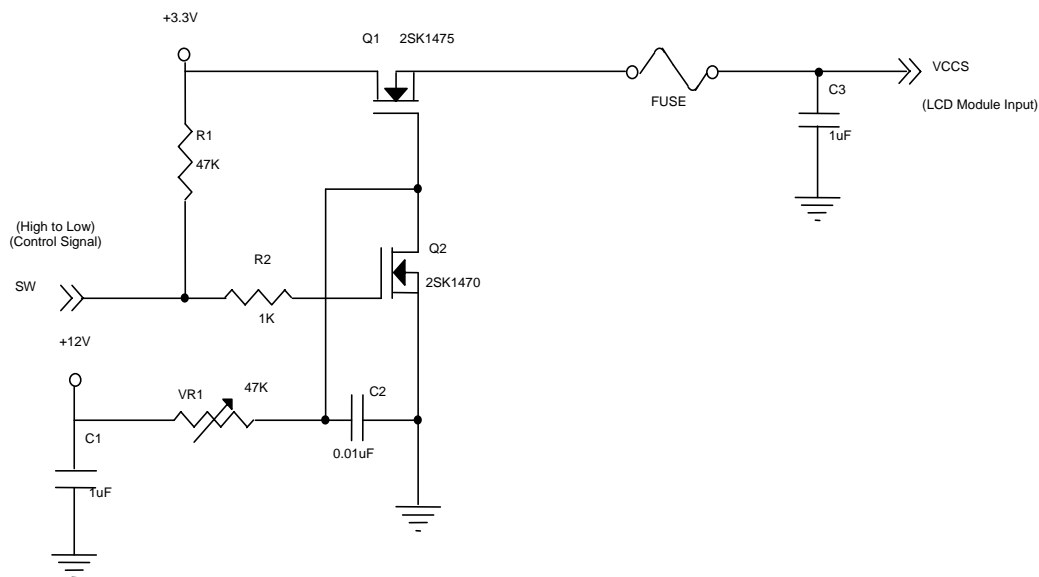 +3.3V
Q1 2SK1475
VCCS
FUSE
C3
(LCD Module Input)
1uF
R1
47K
(High to Low)
(Control Signal)
Q2
R2
2SK1470
SW
1K
+12V
VR1
47K
C2
C1
0.01uF
1uF